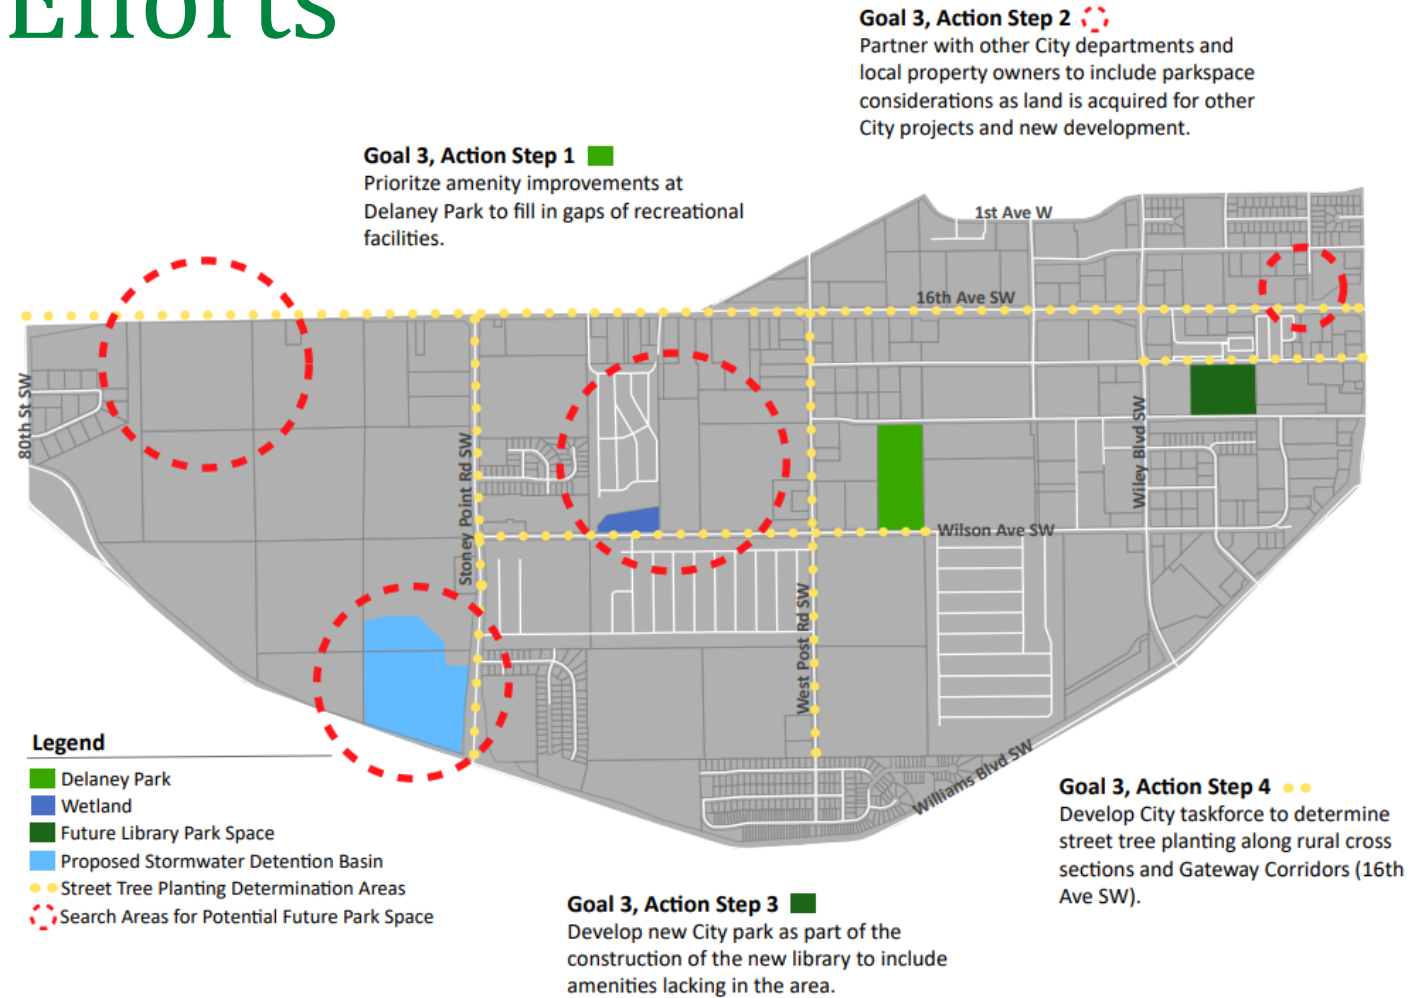 Efforts
Goal 3, Action Step 2
Partner with other City departments and
local property owners to include parkspace
considerations as land is acquired for other
City projects and new development.
Goal 3, Action Step 1
Prioritze amenity improvements at
Delaney Park to fill in gaps of recreational
facilities.
1st Ave W
16th Ave SW
80th St SW
Stoney Point Rd SW
Wiley Blvd SW
Wilson Ave SW
West Post Rd SW
Williams Blvd SW
Legend
Delaney Park
Wetland
Future Library Park Space
Proposed Stormwater Detention Basin
Street Tree Planting Determination Areas
Search Areas for Potential Future Park Space
Goal 3, Action Step 4
Develop City taskforce to determine
street tree planting along rural cross
sections and Gateway Corridors (16th
Ave SW).
Goal 3, Action Step 3
Develop new City park as part of the
construction of the new library to include
amenities lacking in the area.